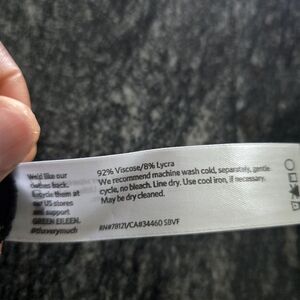 We'd like our
clothes back.
Recycle them at
our US stores
and support
GREEN EILEEN.
#thxverymuch
92% Viscose/8% Lycra
We recommend machine wash cold, separately, gentle
cycle, no bleach. Line dry. Use cool iron, if necessary.
May be dry cleaned.
RN#78121/CA#34460 SBVF